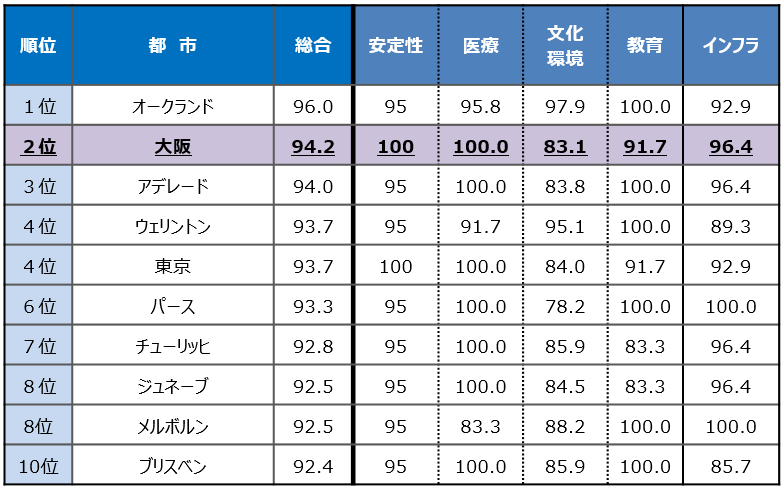 順位 都 市 総合 安定性 医療 文化環境 教育 インフラ
1位 オークランド 96.0 95 95.8 97.9 100.0 92.9
2位 大阪 94.2 100 100.0 83.1 91.7 96.4
3位 アデレード 94.0 95 100.0 83.8 100.0 96.4
4位 ウェリントン 93.7 95 91.7 95.1 100.0 89.3
4位 東京 93.7 100 100.0 84.0 91.7 92.9
6位 パース 93.3 95 100.0 78.2 100.0 100.0
7位 チューリッヒ 92.8 95 100.0 85.9 83.3 96.4
8位 ジュネーブ 92.5 95 100.0 84.5 83.3 96.4
8位 メルボルン 92.5 95 83.3 88.2 100.0 100.0
10位 ブリスベン 92.4 95 100.0 85.9 100.0 85.7